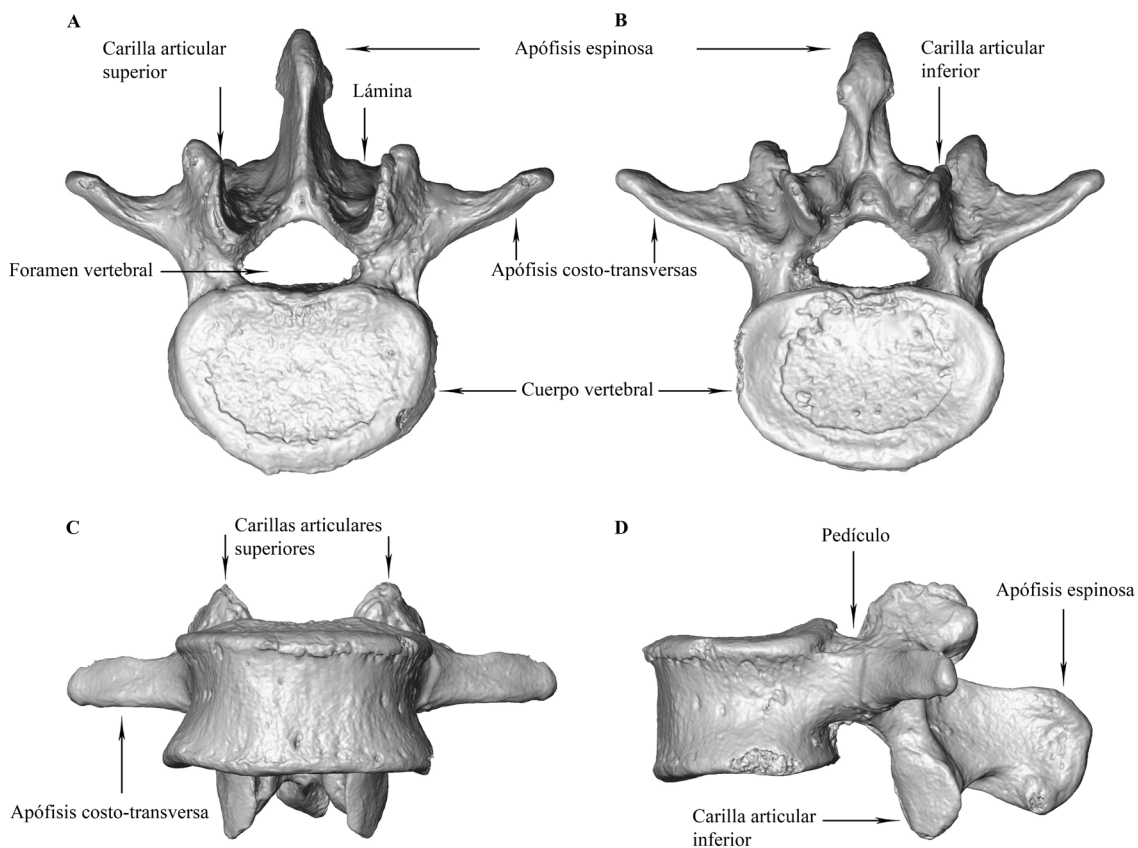 A
B
Carilla articular
superior
Apófisis espinosa
Carilla articular
inferior
Lámina
Foramen vertebral
Apófisis costo-transversas
Cuerpo vertebral
C
Carillas articulares
superiores
D
Pedículo
Apófisis espinosa
Apófisis costo-transversa
Carilla articular
inferior